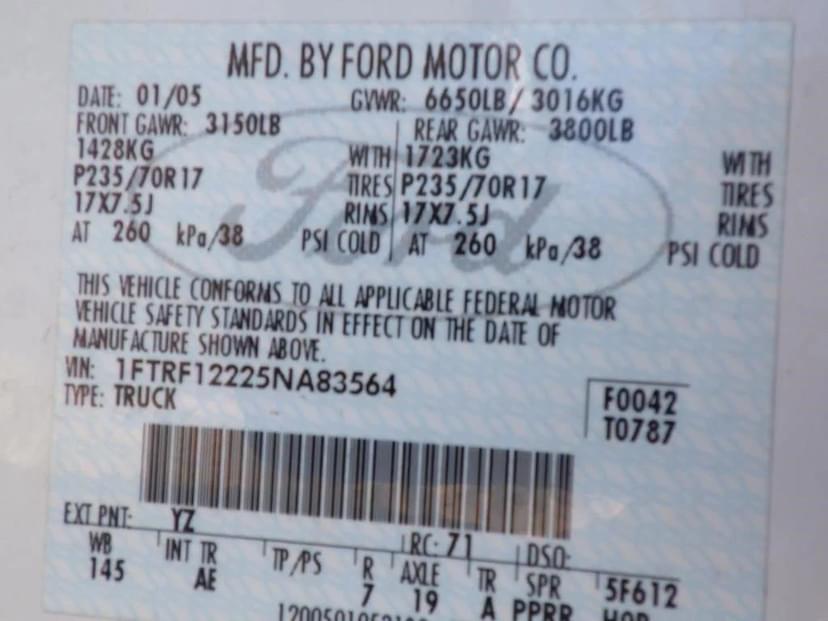 MFD. BY FORD MOTOR CO.
DATE: 01/05 GVWR: 6650LB/ 3016KG
FRONT GAWR: 3150LB REAR GAWR: 3800LB
1428KG WITH 1723KG WITH
P235/70R17 TIRES P235/70R17 TIRES
17X7.5J RIMS 17X7.5J RIMS
AT 260 kPa/38 PSI COLD AT 260 kPa/38 PSI COLD
Ford
THIS VEHICLE CONFORMS TO ALL APPLICABLE FEDERAL MOTOR
VEHICLE SAFETY STANDARDS IN EFFECT ON THE DATE OF
MANUFACTURE SHOWN ABOVE.
VIN: 1FTRF12225NA83564
TYPE: TRUCK
F0042
T0787
EXT PNT: YZ RC: 71 DSO:
WB INT TR TP/PS R AXLE TR SPR 5F612
145 AE 7 19 A PPRR